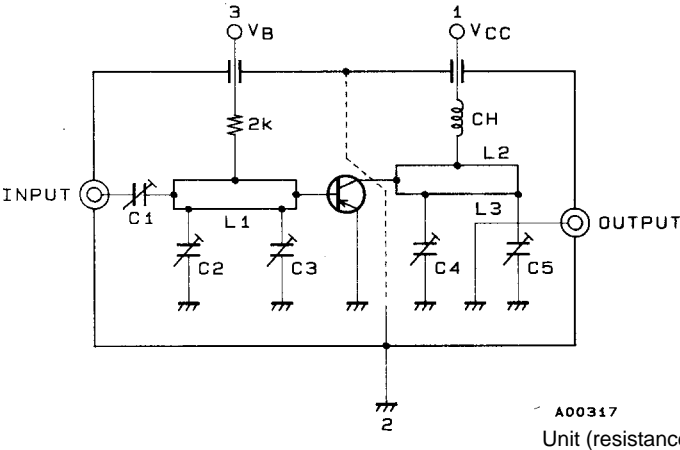 3
1
VB
VCC
2k
CH
L2
INPUT
C1
L1
L3
OUTPUT
C2
C3
C4
C5
2
A00317
Unit (resistance